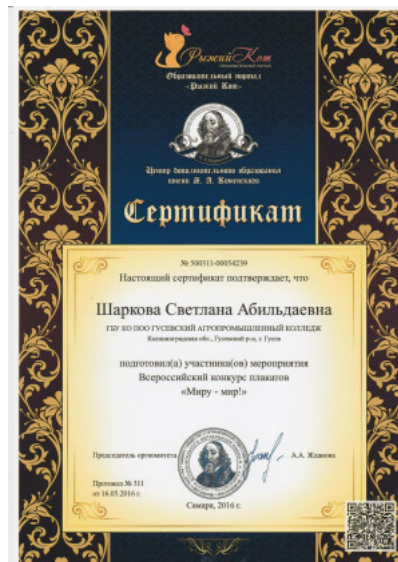 Рыжий Кот
Образовательный портал
«Рыжий Кот»
Центр дополнительного образования
имени Я. А. Коменского
Сертификат
№ 500311-00054239
Настоящий сертификат подтверждает, что
Шаркова Светлана Абильдаевна
ГБУ КО ПОО ГУСЕВСКИЙ АГРОПРОМЫШЛЕННЫЙ КОЛЛЕДЖ
Калининградская обл., Гусевский р-н, г. Гусев
подготовил(а) участника(ов) мероприятия
Всероссийский конкурс плакатов
«Миру - мир!»
Председатель оргкомитета
А.А. Жданова
Протокол № 311
от 16.05.2016 г.
Самара, 2016 г.